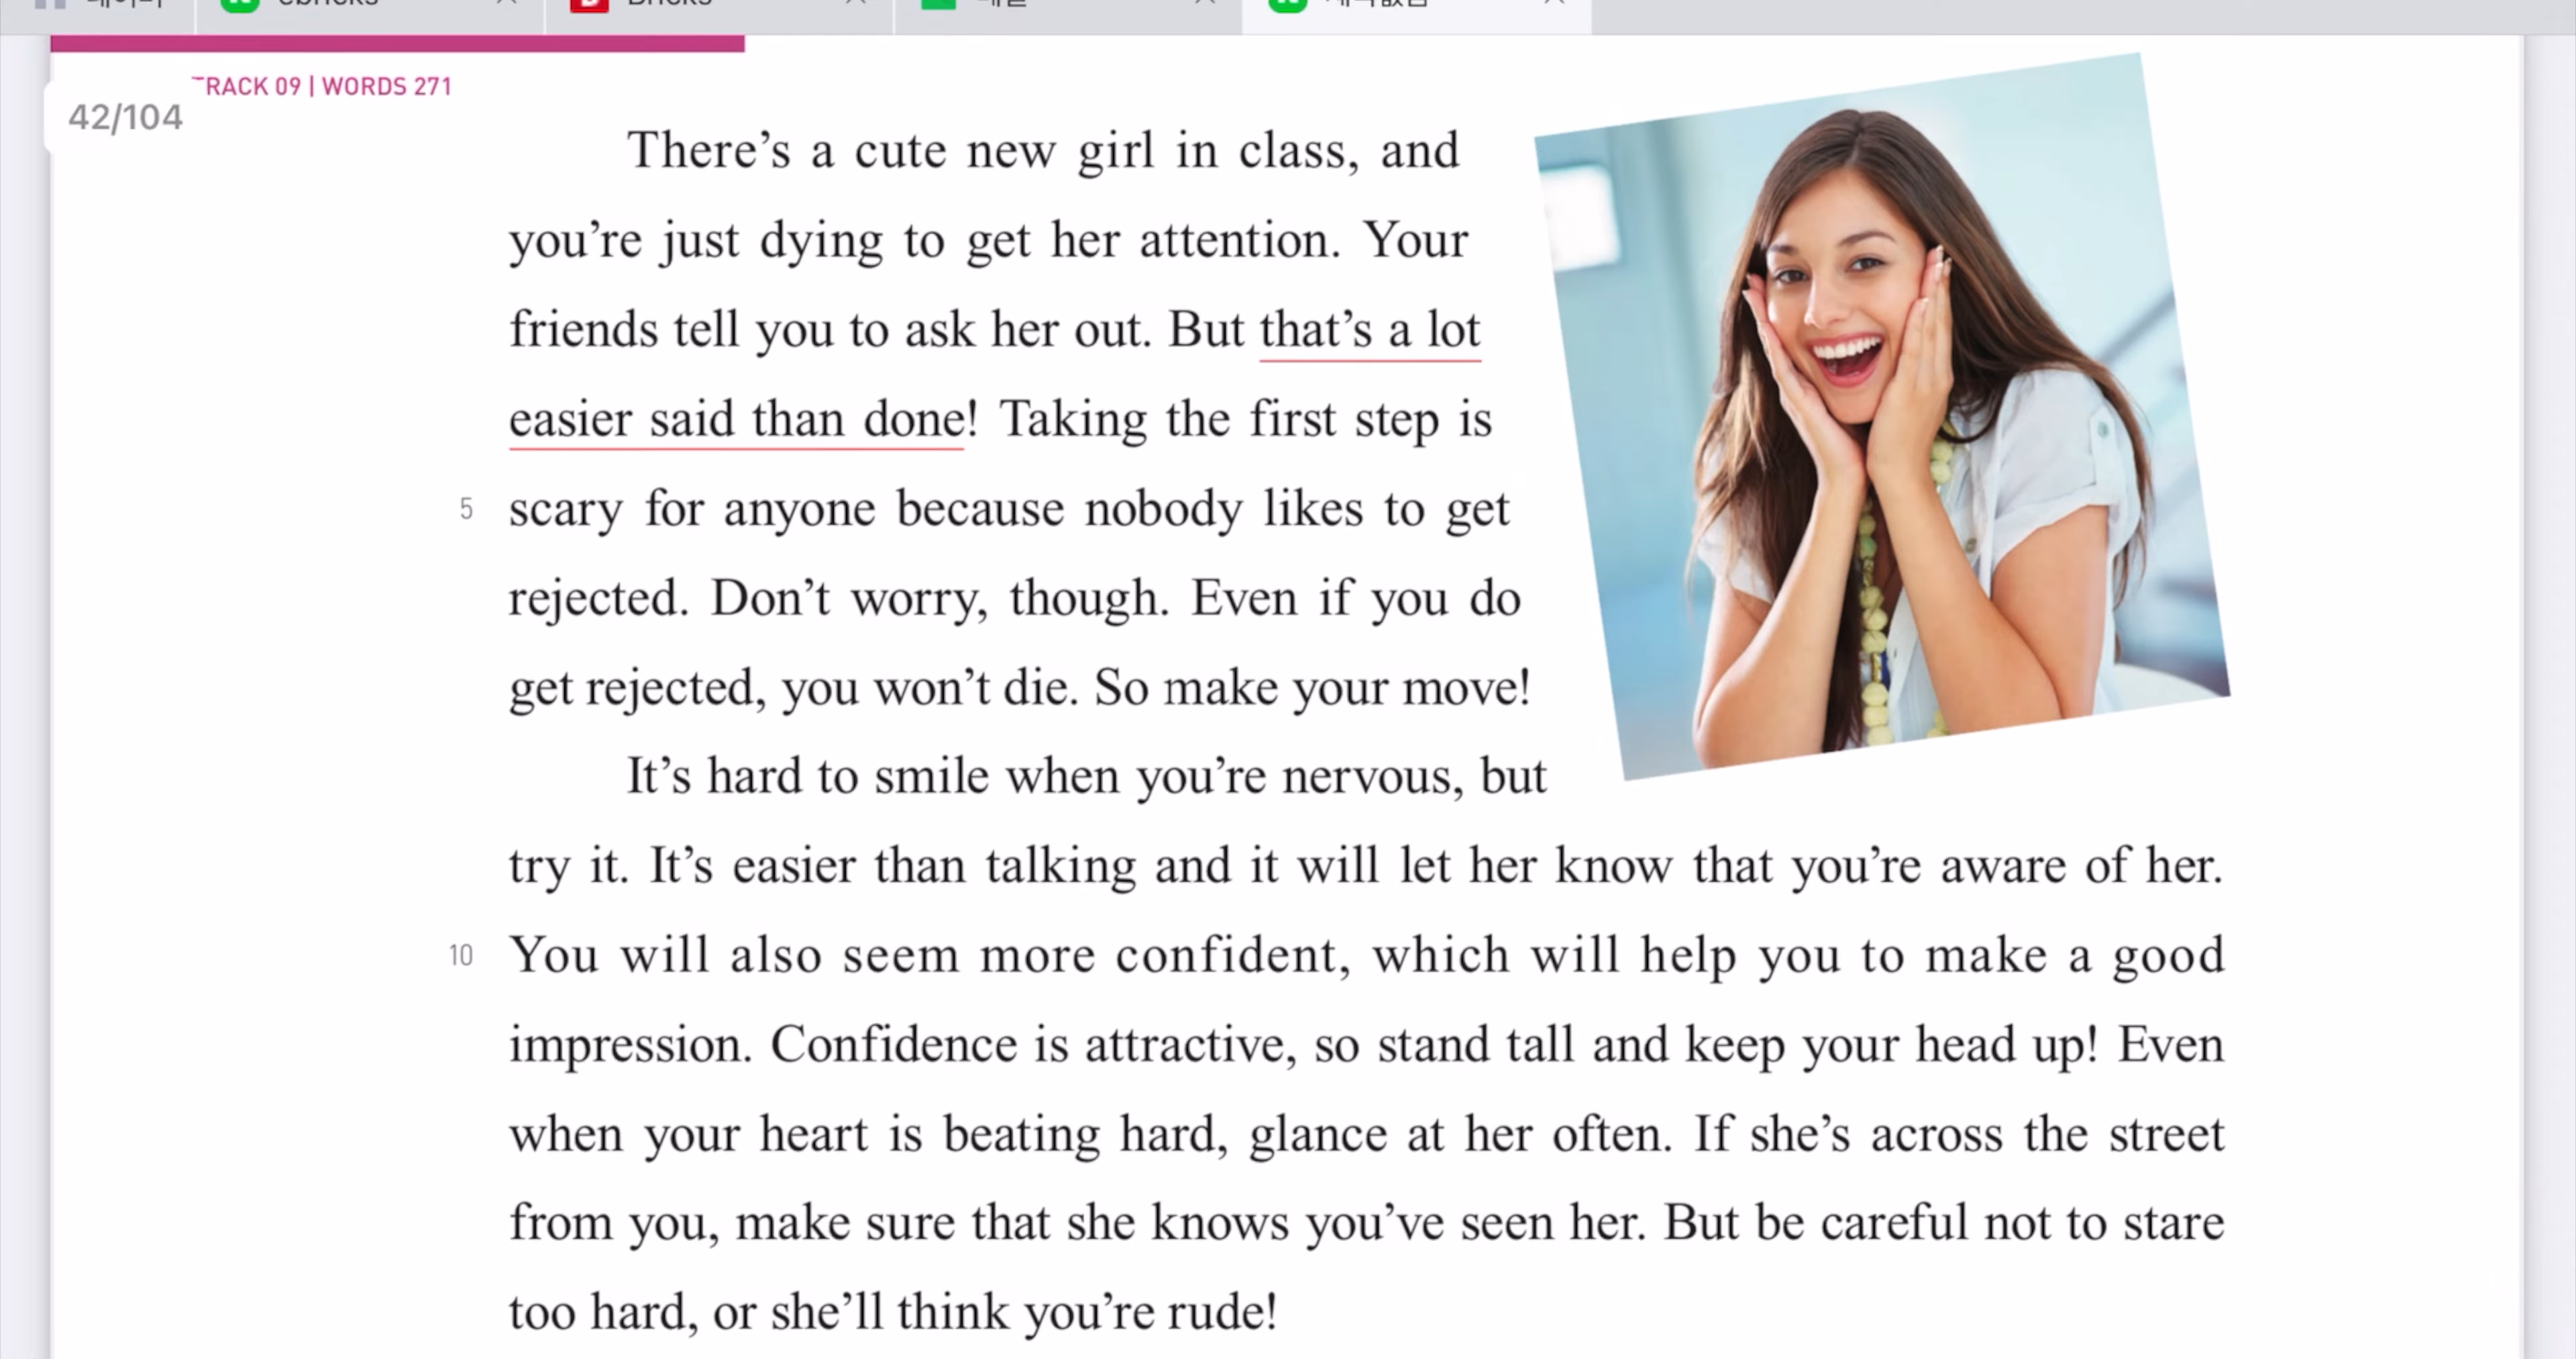 TRACK 09 | WORDS 271
42/104
There's a cute new girl in class, and
you're just dying to get her attention. Your
friends tell you to ask her out. But that's a lot
easier said than done! Taking the first step is
5 scary for anyone because nobody likes to get
rejected. Don't worry, though. Even if you do
get rejected, you won't die. So make your move!
It's hard to smile when you're nervous, but
try it. It's easier than talking and it will let her know that you're aware of her.
10 You will also seem more confident, which will help you to make a good
impression. Confidence is attractive, so stand tall and keep your head up! Even
when your heart is beating hard, glance at her often. If she's across the street
from you, make sure that she knows you've seen her. But be careful not to stare
too hard, or she'll think you're rude!